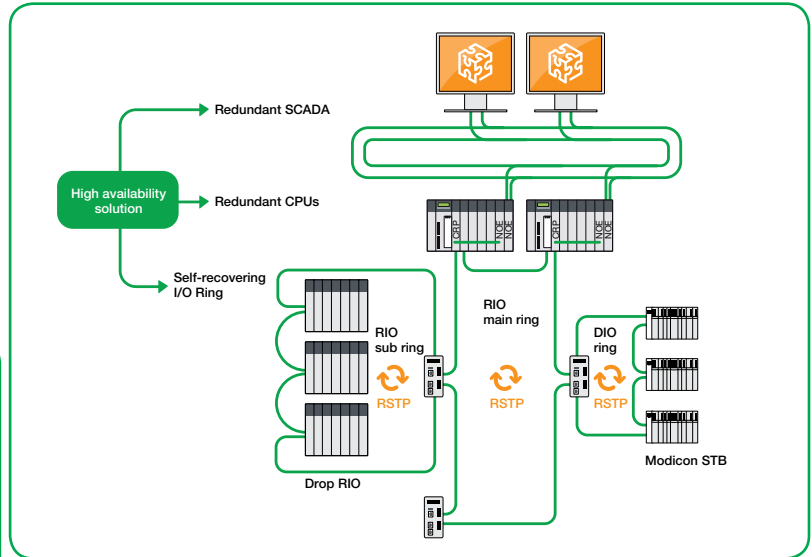 Redundant SCADA
High availability
solution
Redundant CPUs
Self-recovering
I/O Ring
CRP
NOE
NOE
CRP
NOE
NOE
RIO
sub ring
RSTP
RIO
main ring
RSTP
DIO
ring
RSTP
Drop RIO
Modicon STB